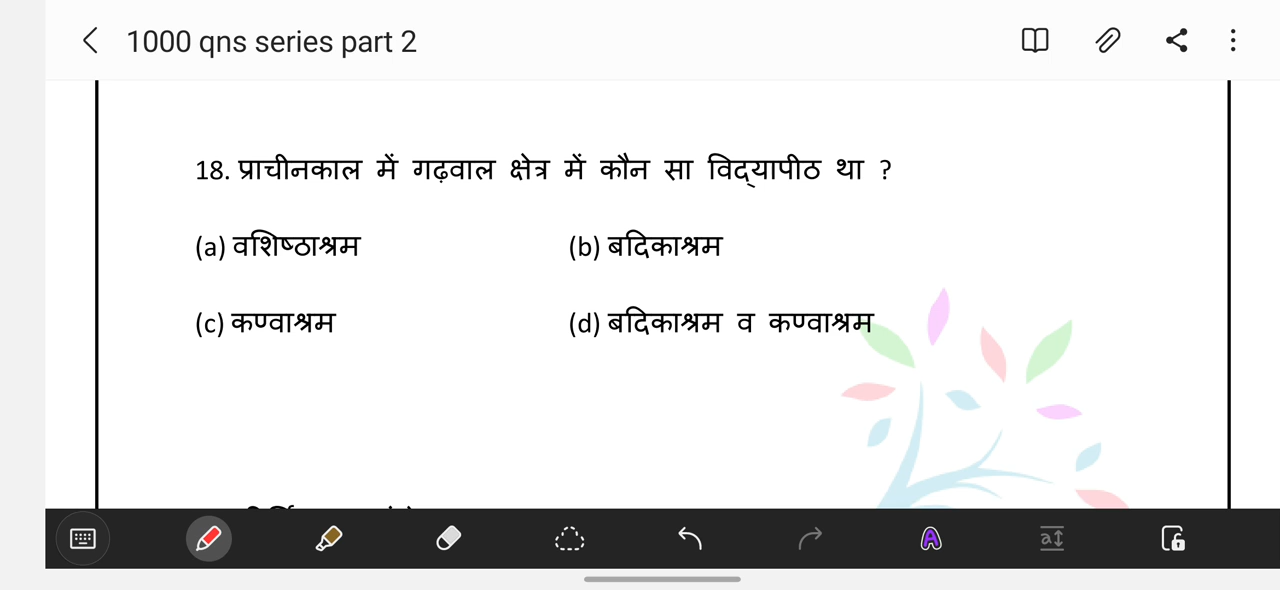 1000 qns series part 2
18. प्राचीनकाल में गढ़वाल क्षेत्र में कौन सा विद्यापीठ था ?
(a) वशिष्ठाश्रम (b) बदिकाश्रम
(c) कण्वाश्रम (d) बदिकाश्रम व कण्वाश्रम